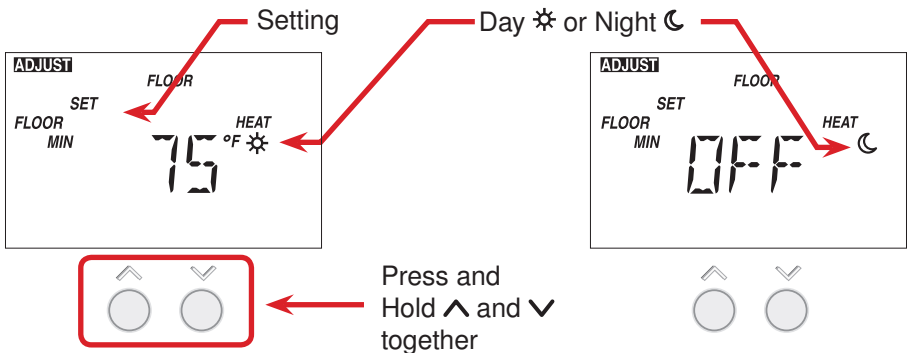 Setting
Day ☼ or Night ☾
ADJUST
FLOOR
SET
FLOOR
HEAT
MIN
75 °F ☼
ADJUST
FLOOR
SET
FLOOR
HEAT
MIN
OFF ☾
Press and
Hold ∧ and ∨
together